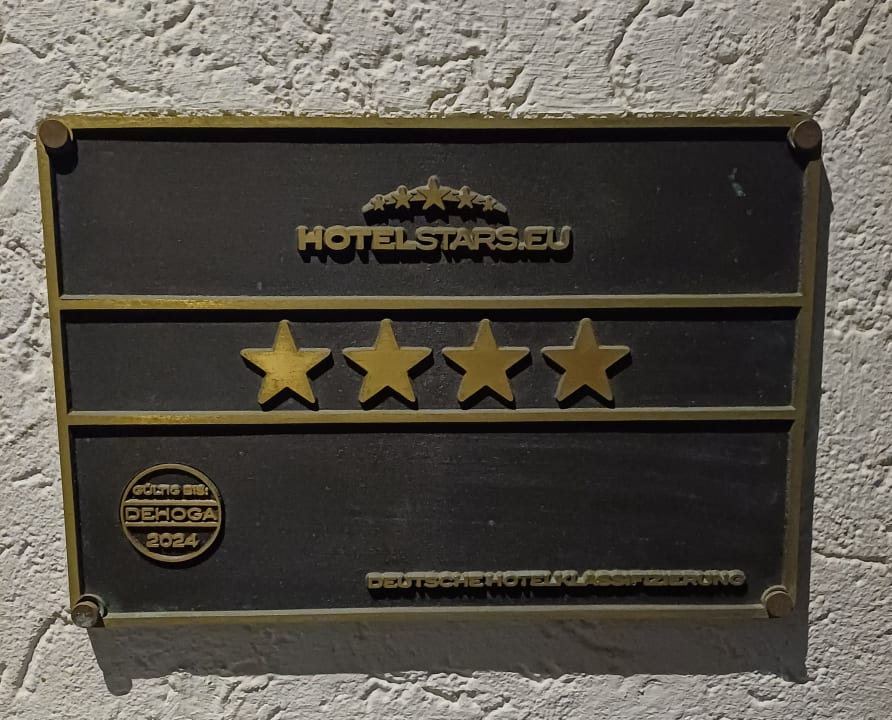 HOTELSTARS.EU
GÜLTIG BIS:
DEHOGA
2024
DEUTSCHE HOTELKLASSIFIZIERUNG